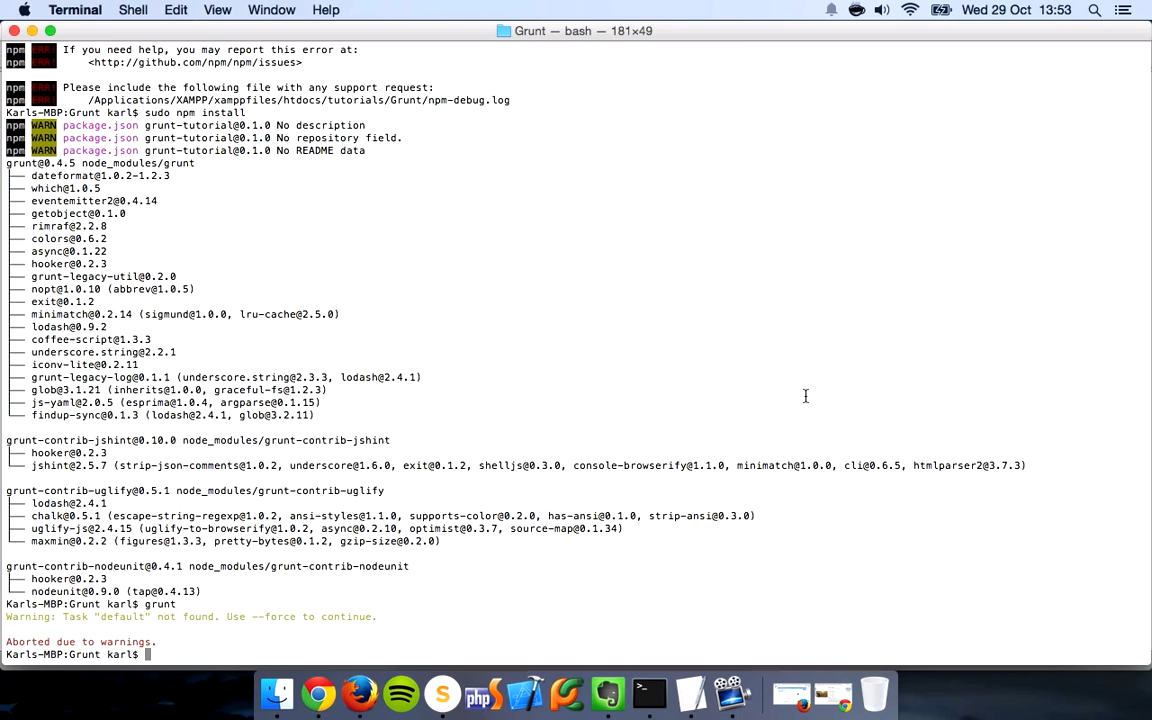 Terminal Shell Edit View Window Help Wed 29 Oct 13:53
Grunt — bash — 181×49
npm ERR! If you need help, you may report this error at:
npm ERR!     <http://github.com/npm/npm/issues>
npm ERR! Please include the following file with any support request:
npm ERR!     /Applications/XAMPP/xamppfiles/htdocs/tutorials/Grunt/npm-debug.log
Karls-MBP:Grunt karl$ sudo npm install
npm WARN package.json grunt-tutorial@0.1.0 No description
npm WARN package.json grunt-tutorial@0.1.0 No repository field.
npm WARN package.json grunt-tutorial@0.1.0 No README data
grunt@0.4.5 node_modules/grunt
├── dateformat@1.0.2-1.2.3
├── which@1.0.5
├── eventemitter2@0.4.14
├── getobject@0.1.0
├── rimraf@2.2.8
├── colors@0.6.2
├── async@0.1.22
├── hooker@0.2.3
├── grunt-legacy-util@0.2.0
├── nopt@1.0.10 (abbrev@1.0.5)
├── exit@0.1.2
├── minimatch@0.2.14 (sigmund@1.0.0, lru-cache@2.5.0)
├── lodash@0.9.2
├── coffee-script@1.3.3
├── underscore.string@2.2.1
├── iconv-lite@0.2.11
├── grunt-legacy-log@0.1.1 (underscore.string@2.3.3, lodash@2.4.1)
├── glob@3.1.21 (inherits@1.0.0, graceful-fs@1.2.3)
├── js-yaml@2.0.5 (esprima@1.0.4, argparse@0.1.15)
└── findup-sync@0.1.3 (lodash@2.4.1, glob@3.2.11)
grunt-contrib-jshint@0.10.0 node_modules/grunt-contrib-jshint
├── hooker@0.2.3
└── jshint@2.5.7 (strip-json-comments@1.0.2, underscore@1.6.0, exit@0.1.2, shelljs@0.3.0, console-browserify@1.1.0, minimatch@1.0.0, cli@0.6.5, htmlparser2@3.7.3)
grunt-contrib-uglify@0.5.1 node_modules/grunt-contrib-uglify
├── lodash@2.4.1
├── chalk@0.5.1 (escape-string-regexp@1.0.2, ansi-styles@1.1.0, supports-color@0.2.0, has-ansi@0.1.0, strip-ansi@0.3.0)
├── uglify-js@2.4.15 (uglify-to-browserify@1.0.2, async@0.2.10, optimist@0.3.7, source-map@0.1.34)
└── maxmin@0.2.2 (figures@1.3.3, pretty-bytes@0.1.2, gzip-size@0.2.0)
grunt-contrib-nodeunit@0.4.1 node_modules/grunt-contrib-nodeunit
├── hooker@0.2.3
└── nodeunit@0.9.0 (tap@0.4.13)
Karls-MBP:Grunt karl$ grunt
Warning: Task "default" not found. Use --force to continue.
Aborted due to warnings.
Karls-MBP:Grunt karl$
S php S